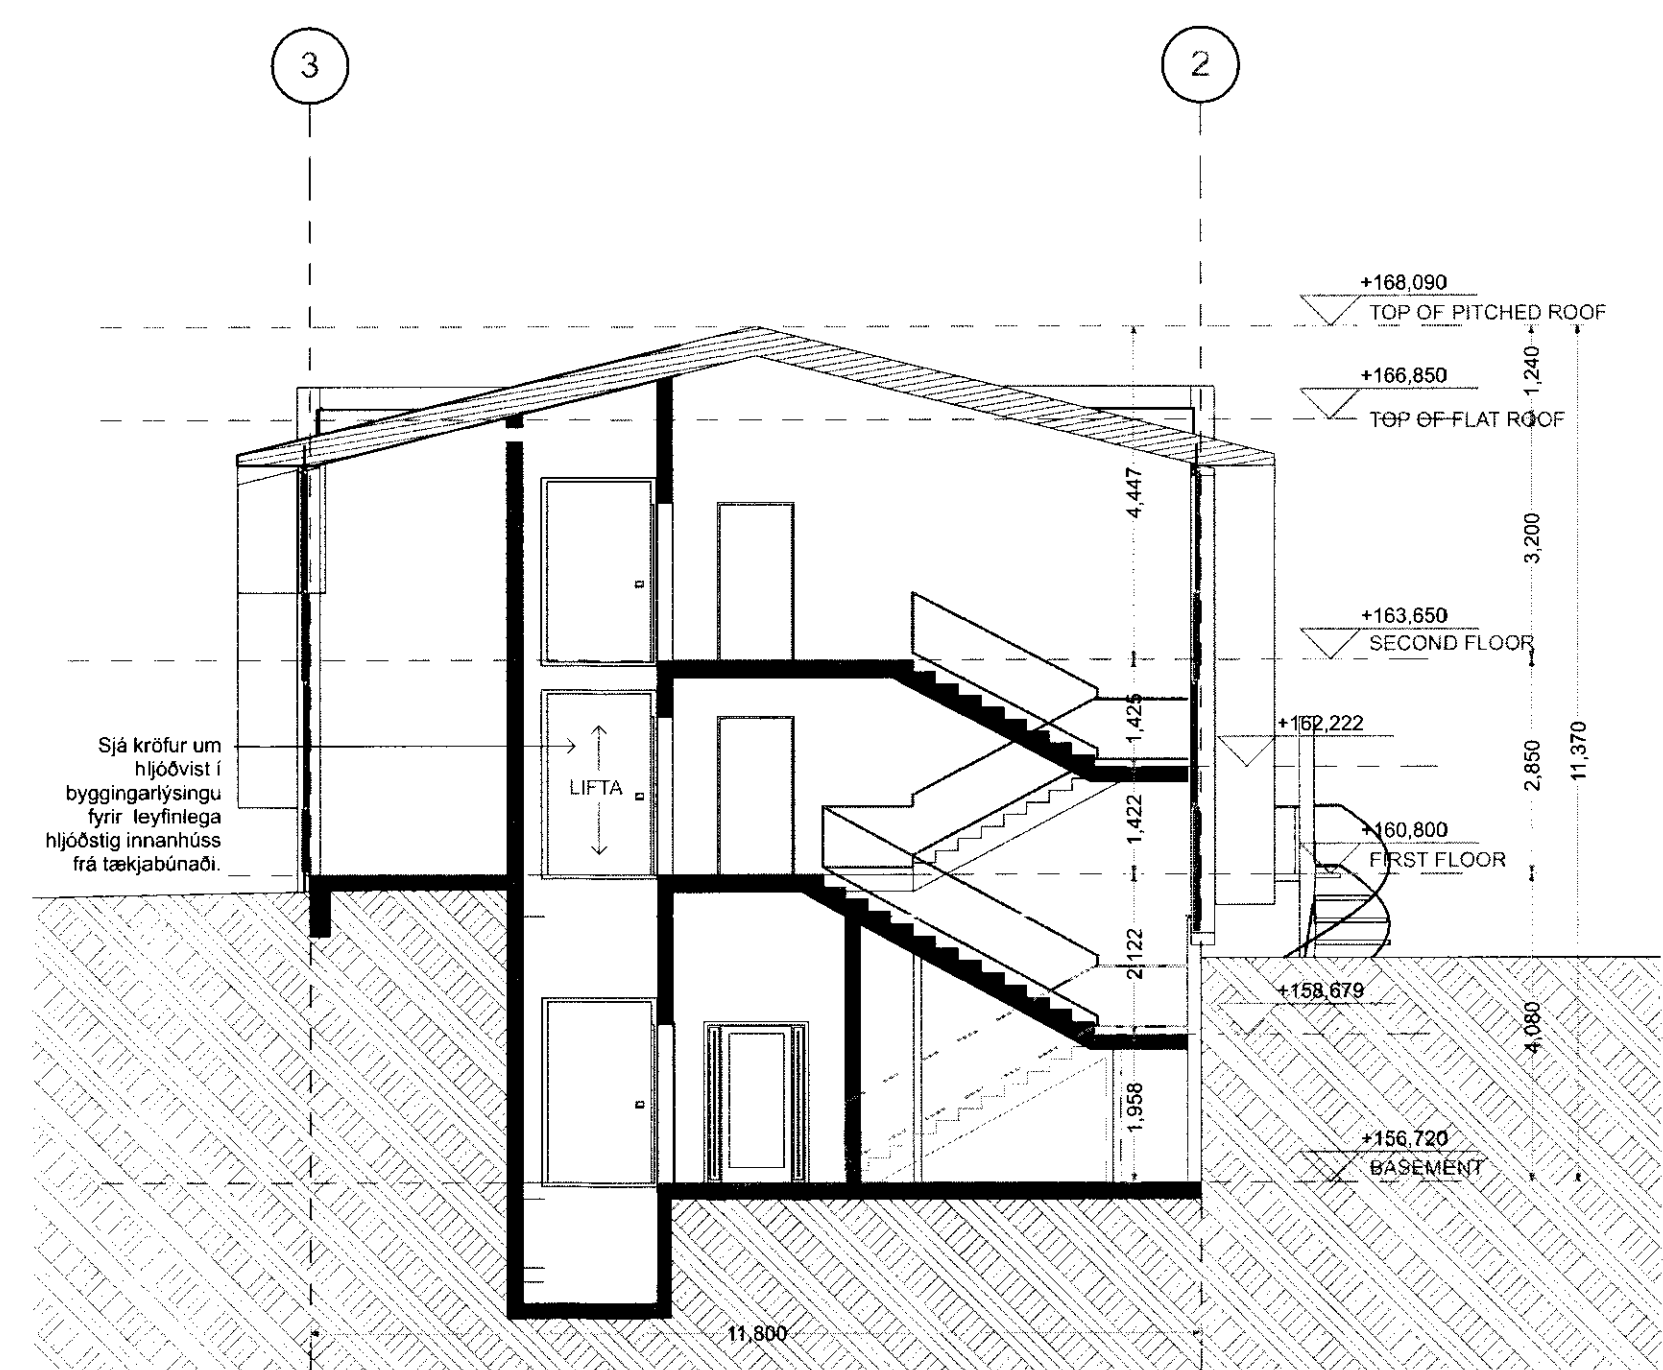 3
2
+168,090
TOP OF PITCHED ROOF
1,240
+166,850
TOP OF FLAT ROOF
4,447
3,200
+163,650
SECOND FLOOR
1,425
+162,222
Sjá kröfur um
hljóðvist í
byggingarlýsingu
fyrir leyfinlega
hljóðstig innanhúss
frá tækjabúnaði.
LIFTA
2,850
11,370
1,422
+160,800
FIRST FLOOR
2,122
+158,679
4,080
1,958
+156,720
BASEMENT
11,800